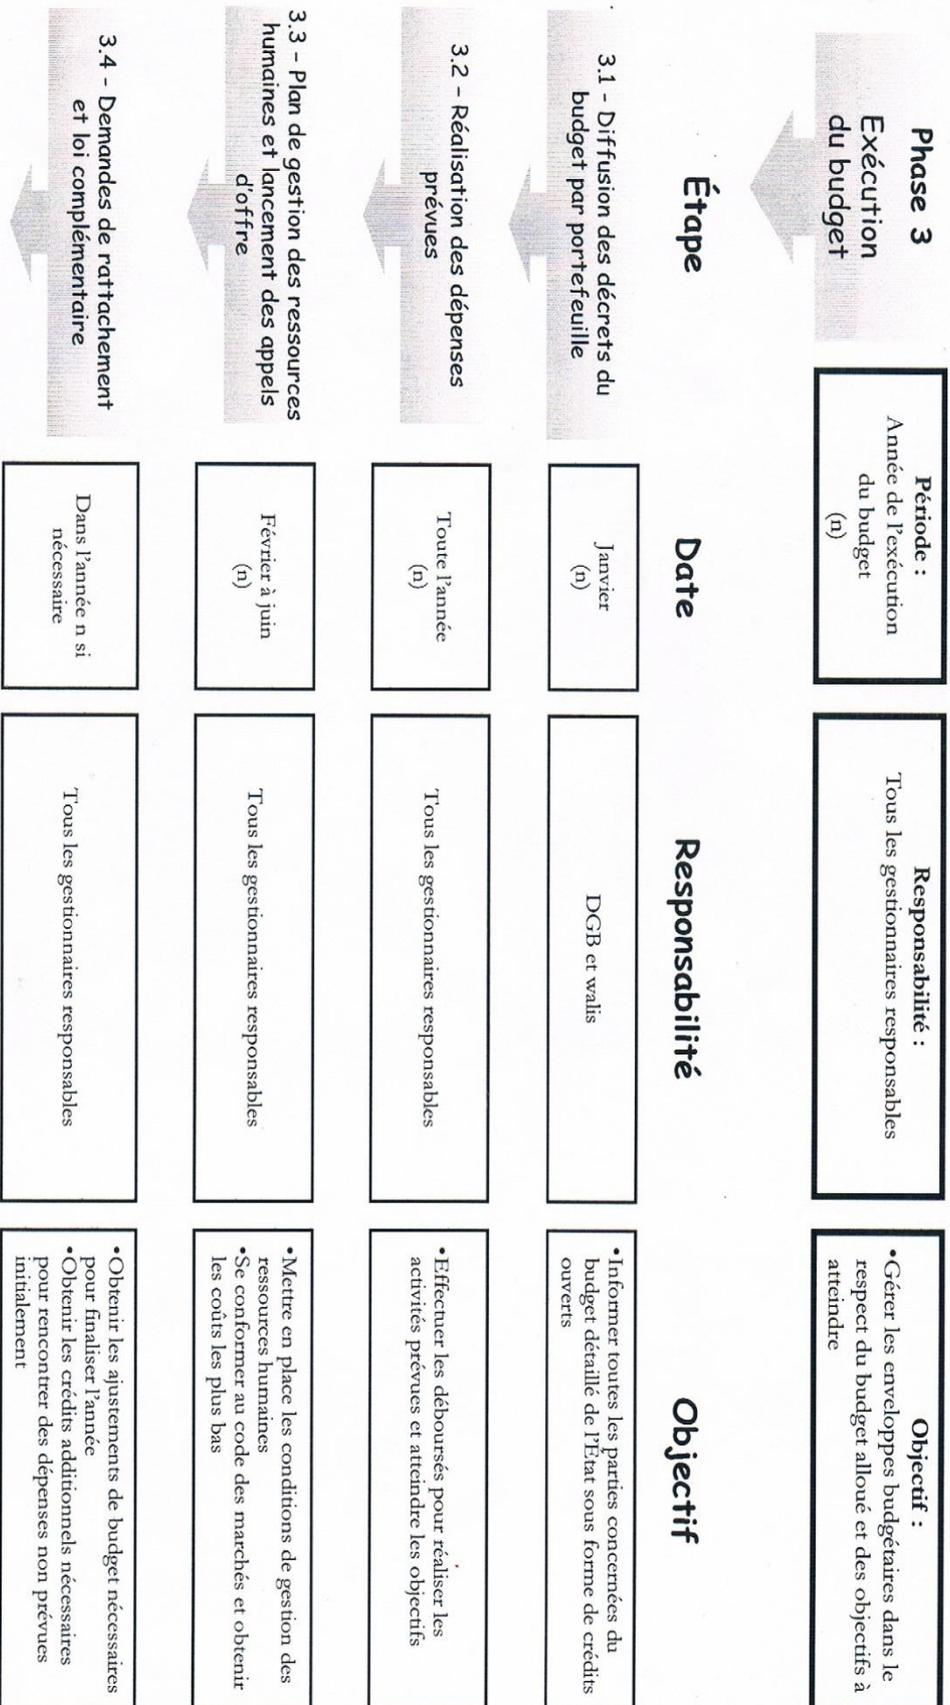 Phase 3
Exécution
du budget
Période :
Année de l'exécution
du budget
(n)
Responsabilité :
Tous les gestionnaires responsables
Objectif :
•Gérer les enveloppes budgétaires dans le
respect du budget alloué et des objectifs à
atteindre
Étape
Date
Responsabilité
Objectif
3.1 - Diffusion des décrets du
budget par portefeuille
Janvier
(n)
DGB et walis
•Informer toutes les parties concernées du
budget détaillé de l'État sous forme de crédits
ouverts
3.2 – Réalisation des dépenses
prévues
Toute l'année
(n)
Tous les gestionnaires responsables
•Effectuer les déboursés pour réaliser les
activités prévues et atteindre les objectifs
3.3 – Plan de gestion des ressources
humaines et lancement des appels
d'offre
Février à juin
(n)
Tous les gestionnaires responsables
•Mettre en place les conditions de gestion des
ressources humaines
•Se conformer au code des marchés et obtenir
les coûts les plus bas
3.4 - Demandes de rattachement
et loi complémentaire
Dans l'année n si
nécessaire
Tous les gestionnaires responsables
•Obtenir les ajustements de budget nécessaires
pour finaliser l'année
•Obtenir les crédits additionnels nécessaires
pour rencontrer des dépenses non prévues
initialement